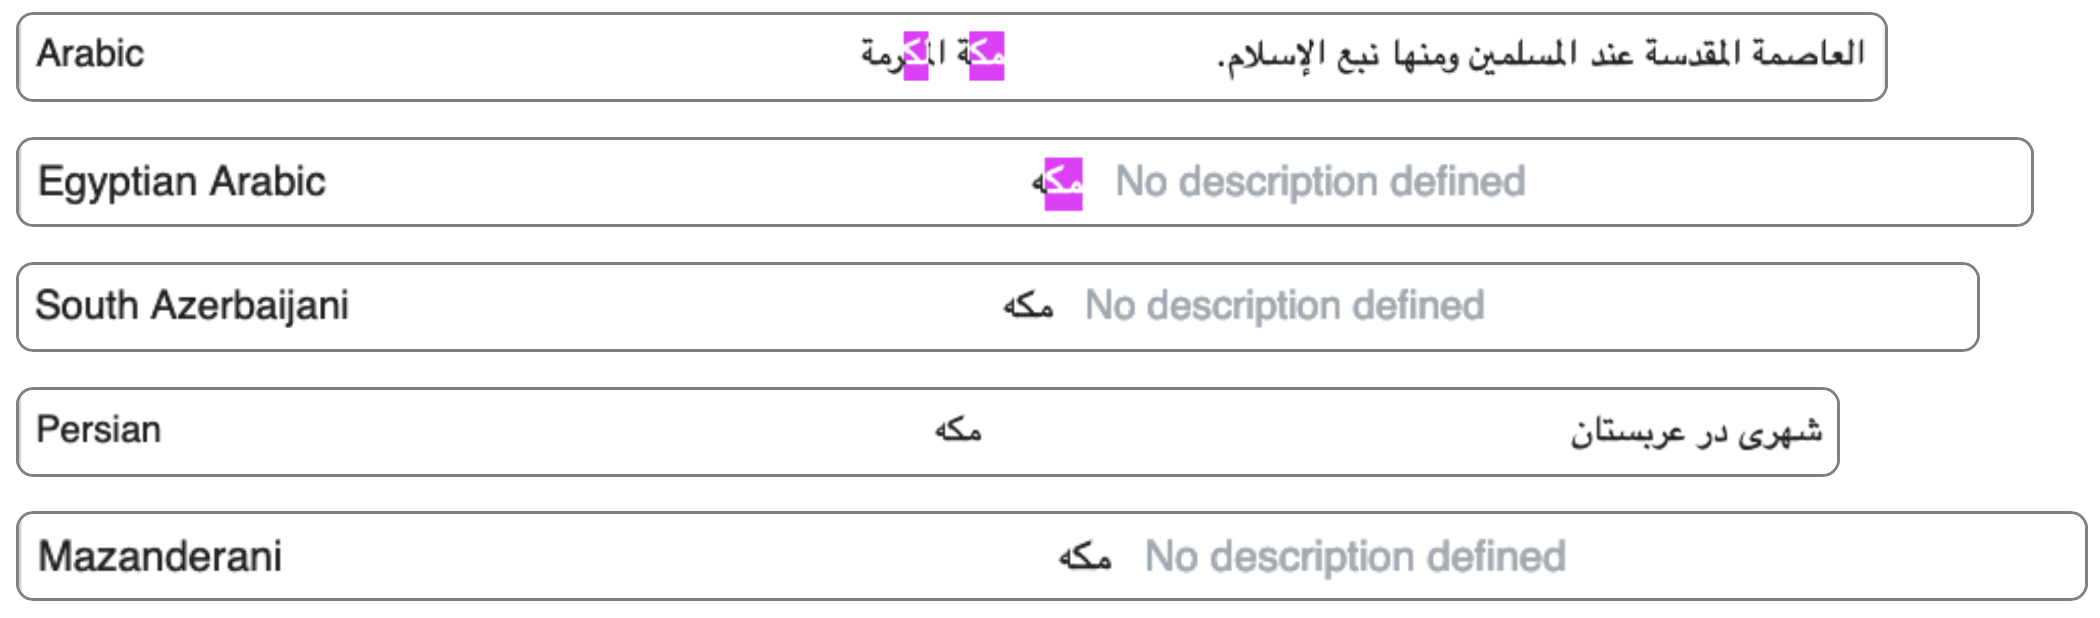 Arabic مكة المكرمة العاصمة المقدسة عند المسلمين ومنها نبع الإسلام.
Egyptian Arabic مكه No description defined
South Azerbaijani مکه No description defined
Persian مکه شهری در عربستان
Mazanderani مکه No description defined